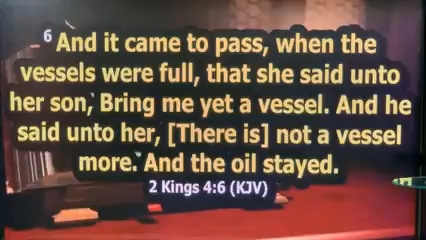 6 And it came to pass, when the
vessels were full, that she said unto
her son, Bring me yet a vessel. And he
said unto her, [There is] not a vessel
more. And the oil stayed.
2 Kings 4:6 (KJV)